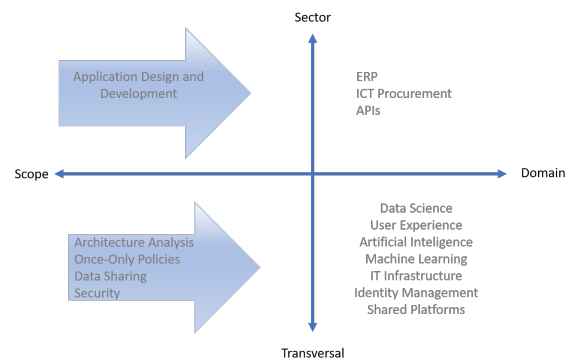 Sector
Application Design and
Development
ERP
ICT Procurement
APIs
Scope
Domain
Architecture Analysis
Once-Only Policies
Data Sharing
Security
Data Science
User Experience
Artificial Inteligence
Machine Learning
IT Infrastructure
Identity Management
Shared Platforms
Transversal